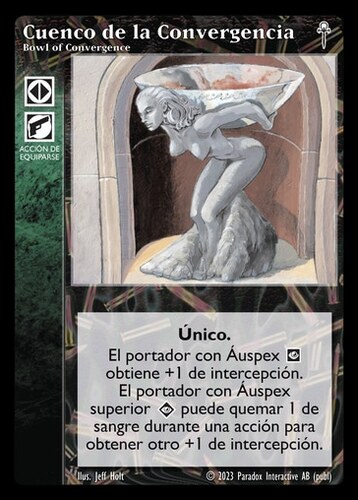 Cuenco de la Convergencia
Bowl of Convergence
ACCIÓN DE
EQUIPARSE
Único.
El portador con Áuspex
obtiene +1 de intercepción.
El portador con Áuspex
superior puede quemar 1 de
sangre durante una acción para
obtener otro +1 de intercepción.
Ilus. Jeff Holt
© 2023 Paradox Interactive AB (publ)